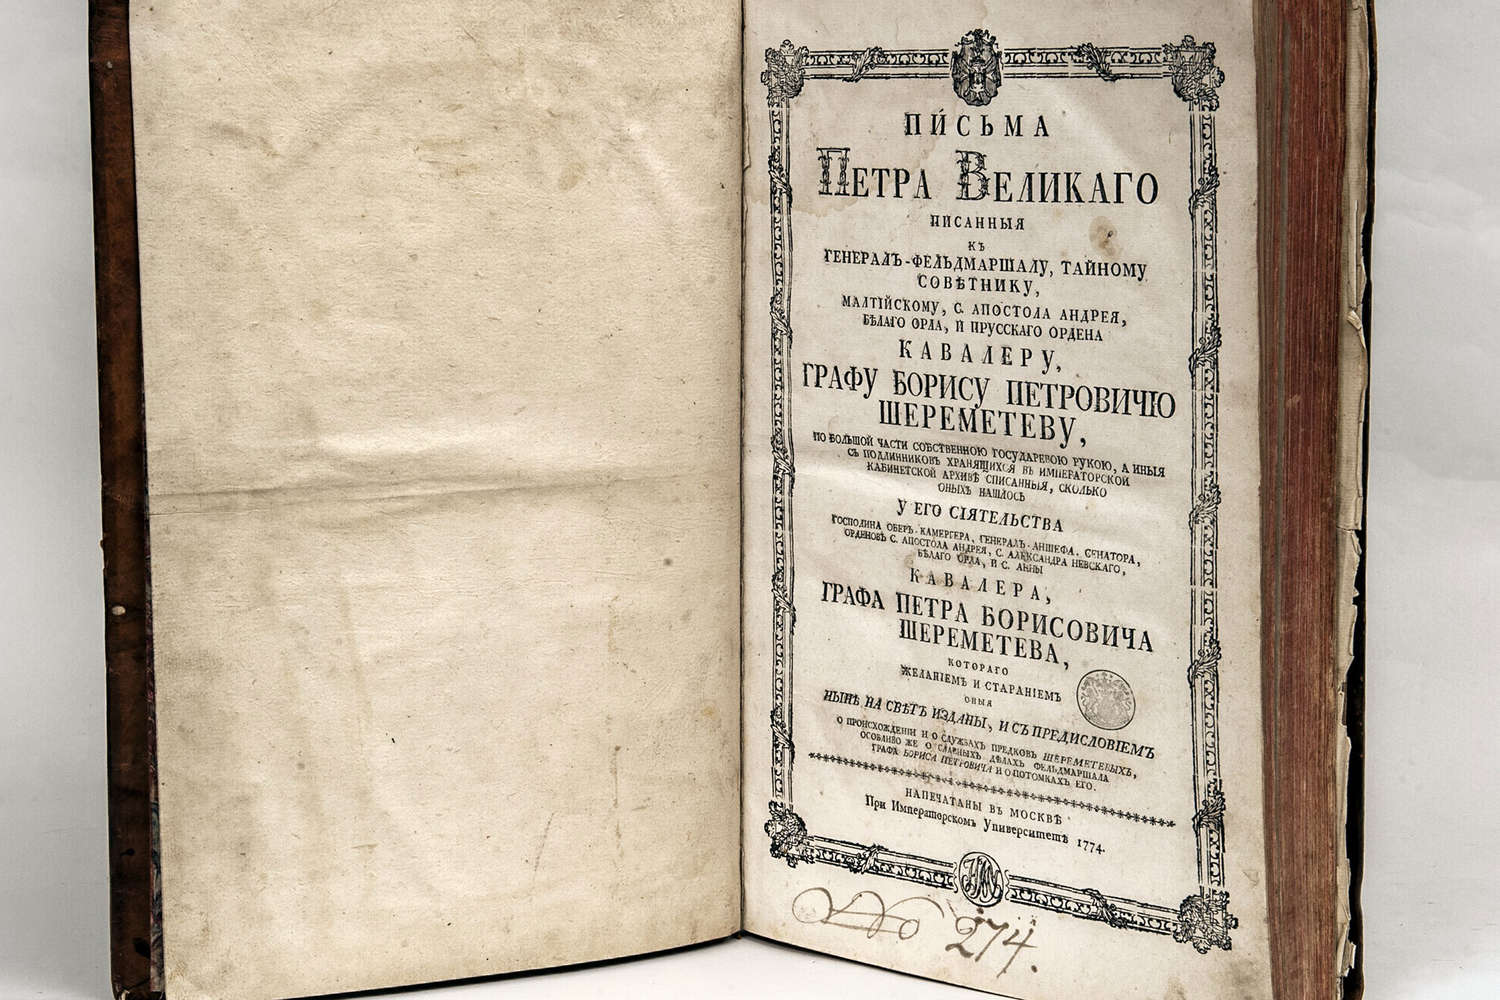 ПИСЬМА
ПЕТРА ВЕЛИКАГО
ПИСАННЫЯ
КЪ
ГЕНЕРАЛЪ-ФЕЛЬДМАРШАЛУ, ТАЙНОМУ
СОВѢТНИКУ,
МАЛТІЙСКОМУ, С. АПОСТОЛА АНДРЕЯ,
БѢЛАГО ОРЛА, И ПРУССКАГО ОРДЕНА
КАВАЛЕРУ,
ГРАФУ БОРИСУ ПЕТРОВИЧЮ
ШЕРЕМЕТЕВУ,
ПО БОЛЬШОЙ ЧАСТИ СОБСТВЕННОЮ ГОСУДАРЕВОЮ РУКОЮ, А ИНЫЯ
СЪ ПОДЛИННИКОВЪ ХРАНЯЩИХСЯ ВЪ ИМПЕРАТОРСКОЙ
КАБИНЕТСКОЙ АРХИВѢ СПИСАННЫЯ, СКОЛЬКО
ОНЫХЪ НАШЛОСЬ
У ЕГО СІЯТЕЛЬСТВА
ГОСПОДИНА ОБЕРЪ-КАМЕРГЕРА, ГЕНЕРАЛЪ-АНШЕФА, СЕНАТОРА,
ОРДЕНОВЪ С. АПОСТОЛА АНДРЕЯ, С. АЛЕКСАНДРА НЕВСКАГО,
БѢЛАГО ОРЛА, И С. АННЫ
КАВАЛЕРА,
ГРАФА ПЕТРА БОРИСОВИЧА
ШЕРЕМЕТЕВА,
КОТОРАГО
ЖЕЛАНІЕМЪ И СТАРАНІЕМЪ
ОНЫЯ
НЫНѢ НА СВѢТЪ ИЗДАНЫ, И СЪ ПРЕДИСЛОВІЕМЪ
О ПРОИСХОЖДЕНІИ И О СЛУЖБАХЪ ПРЕДКОВЪ ШЕРЕМЕТЕВЫХЪ,
ОСОБЛИВО ЖЕ О СЛАВНЫХЪ ДѢЛАХЪ ФЕЛЬДМАРШАЛА
ГРАФА БОРИСА ПЕТРОВИЧА И О ПОТОМКАХЪ ЕГО.
НАПЕЧАТАНЫ ВЪ МОСКВѢ
При Императорскомъ Университетѣ 1774.
No 274.